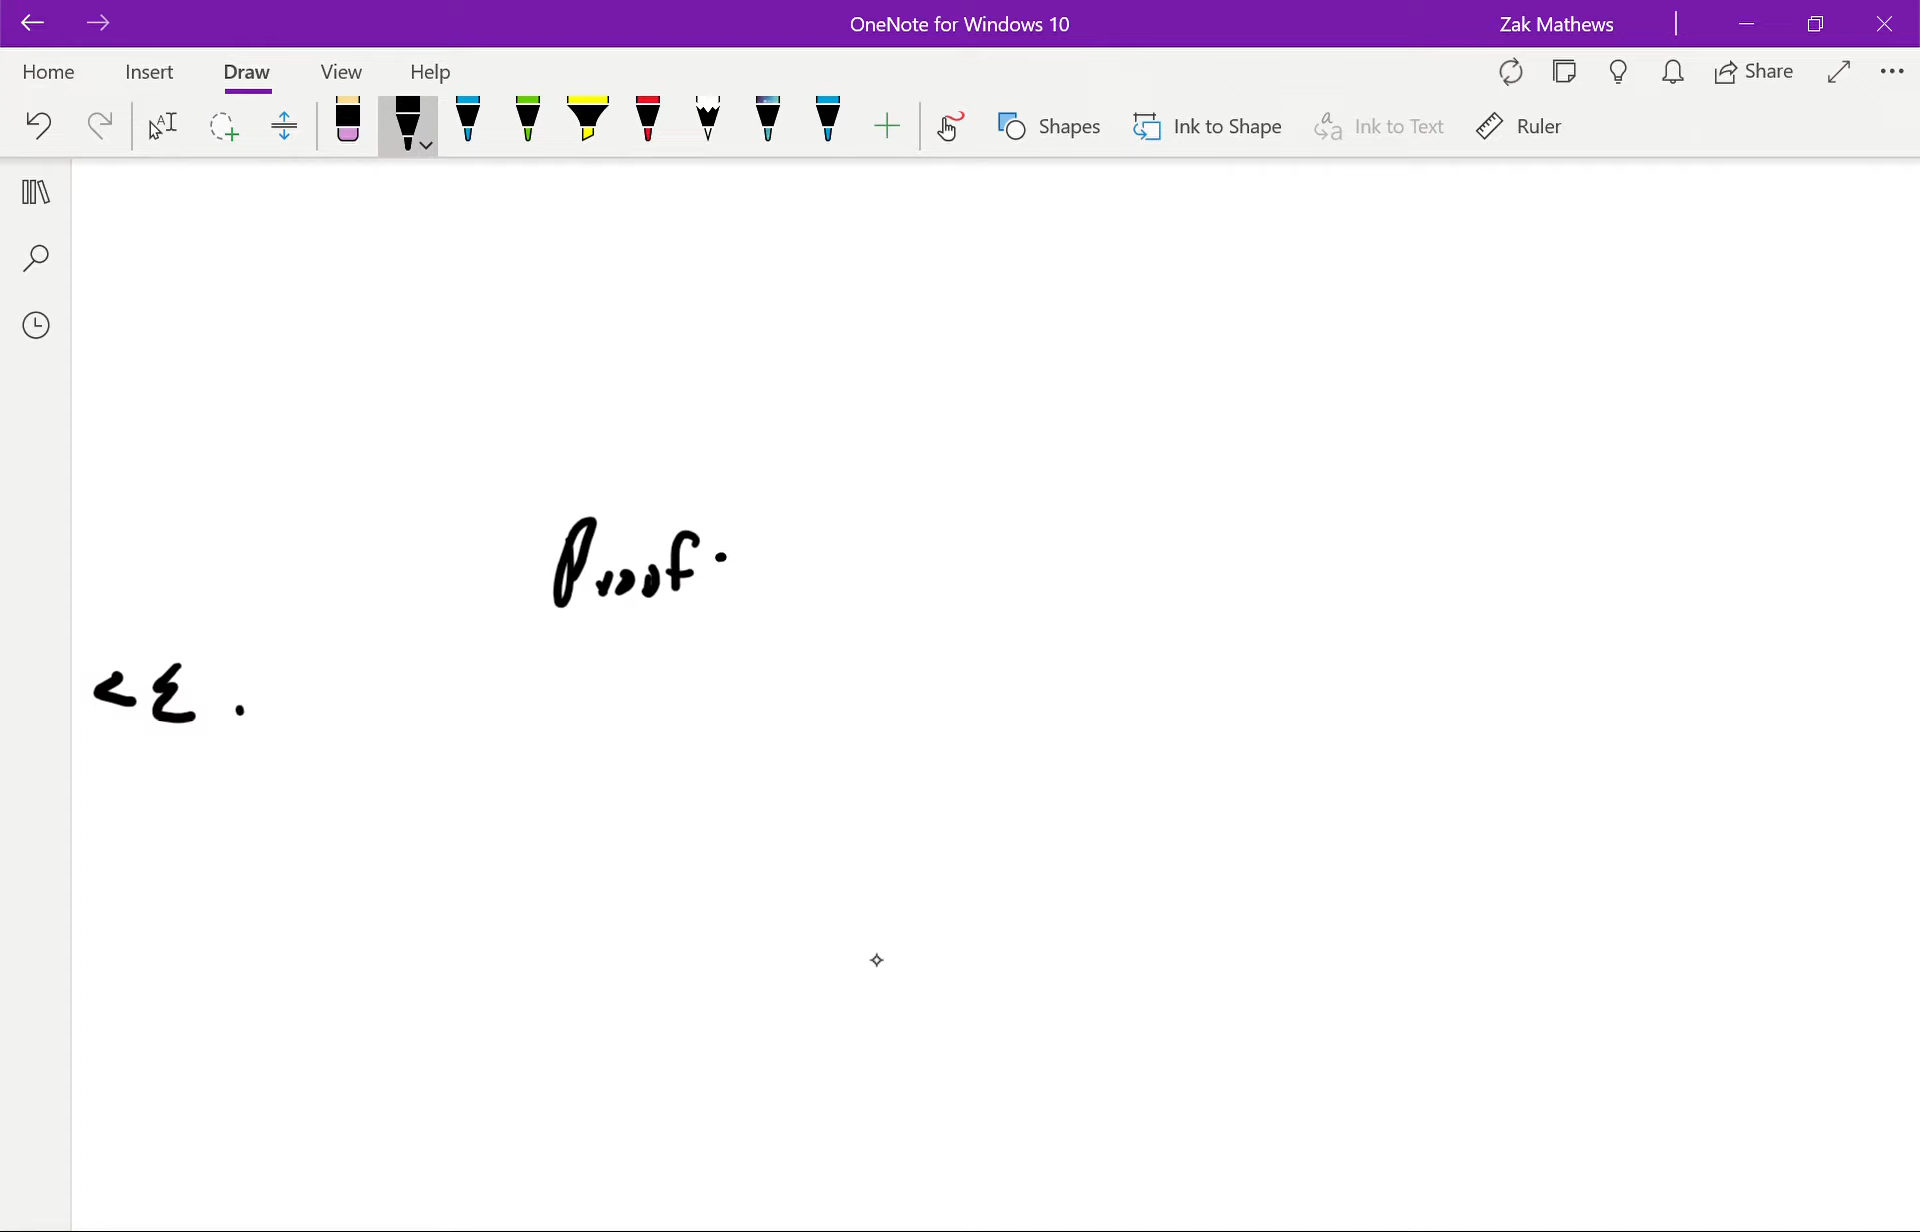 OneNote for Windows 10
Zak Mathews
Home Insert Draw View Help
Share
Shapes Ink to Shape Ink to Text Ruler
Proof.
< ε .